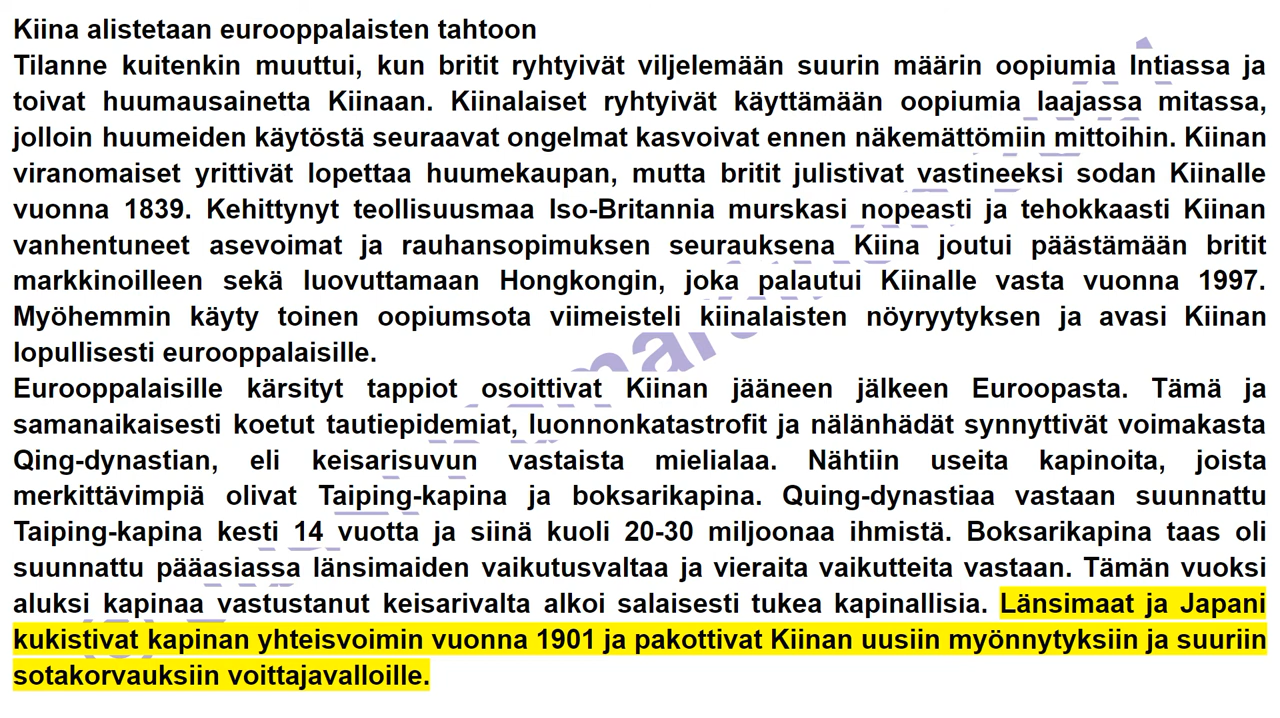 Kiina alistetaan eurooppalaisten tahtoon
Tilanne kuitenkin muuttui, kun britit ryhtyivät viljelemään suurin määrin oopiumia Intiassa ja
toivat huumausainetta Kiinaan. Kiinalaiset ryhtyivät käyttämään oopiumia laajassa mitassa,
jolloin huumeiden käytöstä seuraavat ongelmat kasvoivat ennen näkemättömiin mittoihin. Kiinan
viranomaiset yrittivät lopettaa huumekaupan, mutta britit julistivat vastineeksi sodan Kiinalle
vuonna 1839. Kehittynyt teollisuusmaa Iso-Britannia murskasi nopeasti ja tehokkaasti Kiinan
vanhentuneet asevoimat ja rauhansopimuksen seurauksena Kiina joutui päästämään britit
markkinoilleen sekä luovuttamaan Hongkongin, joka palautui Kiinalle vasta vuonna 1997.
Myöhemmin käyty toinen oopiumsota viimeisteli kiinalaisten nöyryytyksen ja avasi Kiinan
lopullisesti eurooppalaisille.
Eurooppalaisille kärsityt tappiot osoittivat Kiinan jääneen jälkeen Euroopasta. Tämä ja
samanaikaisesti koetut tautiepidemiat, luonnonkatastrofit ja nälänhädät synnyttivät voimakasta
Qing-dynastian, eli keisarisuvun vastaista mielialaa. Nähtiin useita kapinoita, joista
merkittävimpiä olivat Taiping-kapina ja boksarikapina. Quing-dynastiaa vastaan suunnattu
Taiping-kapina kesti 14 vuotta ja siinä kuoli 20-30 miljoonaa ihmistä. Boksarikapina taas oli
suunnattu pääasiassa länsimaiden vaikutusvaltaa ja vieraita vaikutteita vastaan. Tämän vuoksi
aluksi kapinaa vastustanut keisarivalta alkoi salaisesti tukea kapinallisia. Länsimaat ja Japani
kukistivat kapinan yhteisvoimin vuonna 1901 ja pakottivat Kiinan uusiin myönnytyksiin ja suuriin
sotakorvauksiin voittajavalloille.